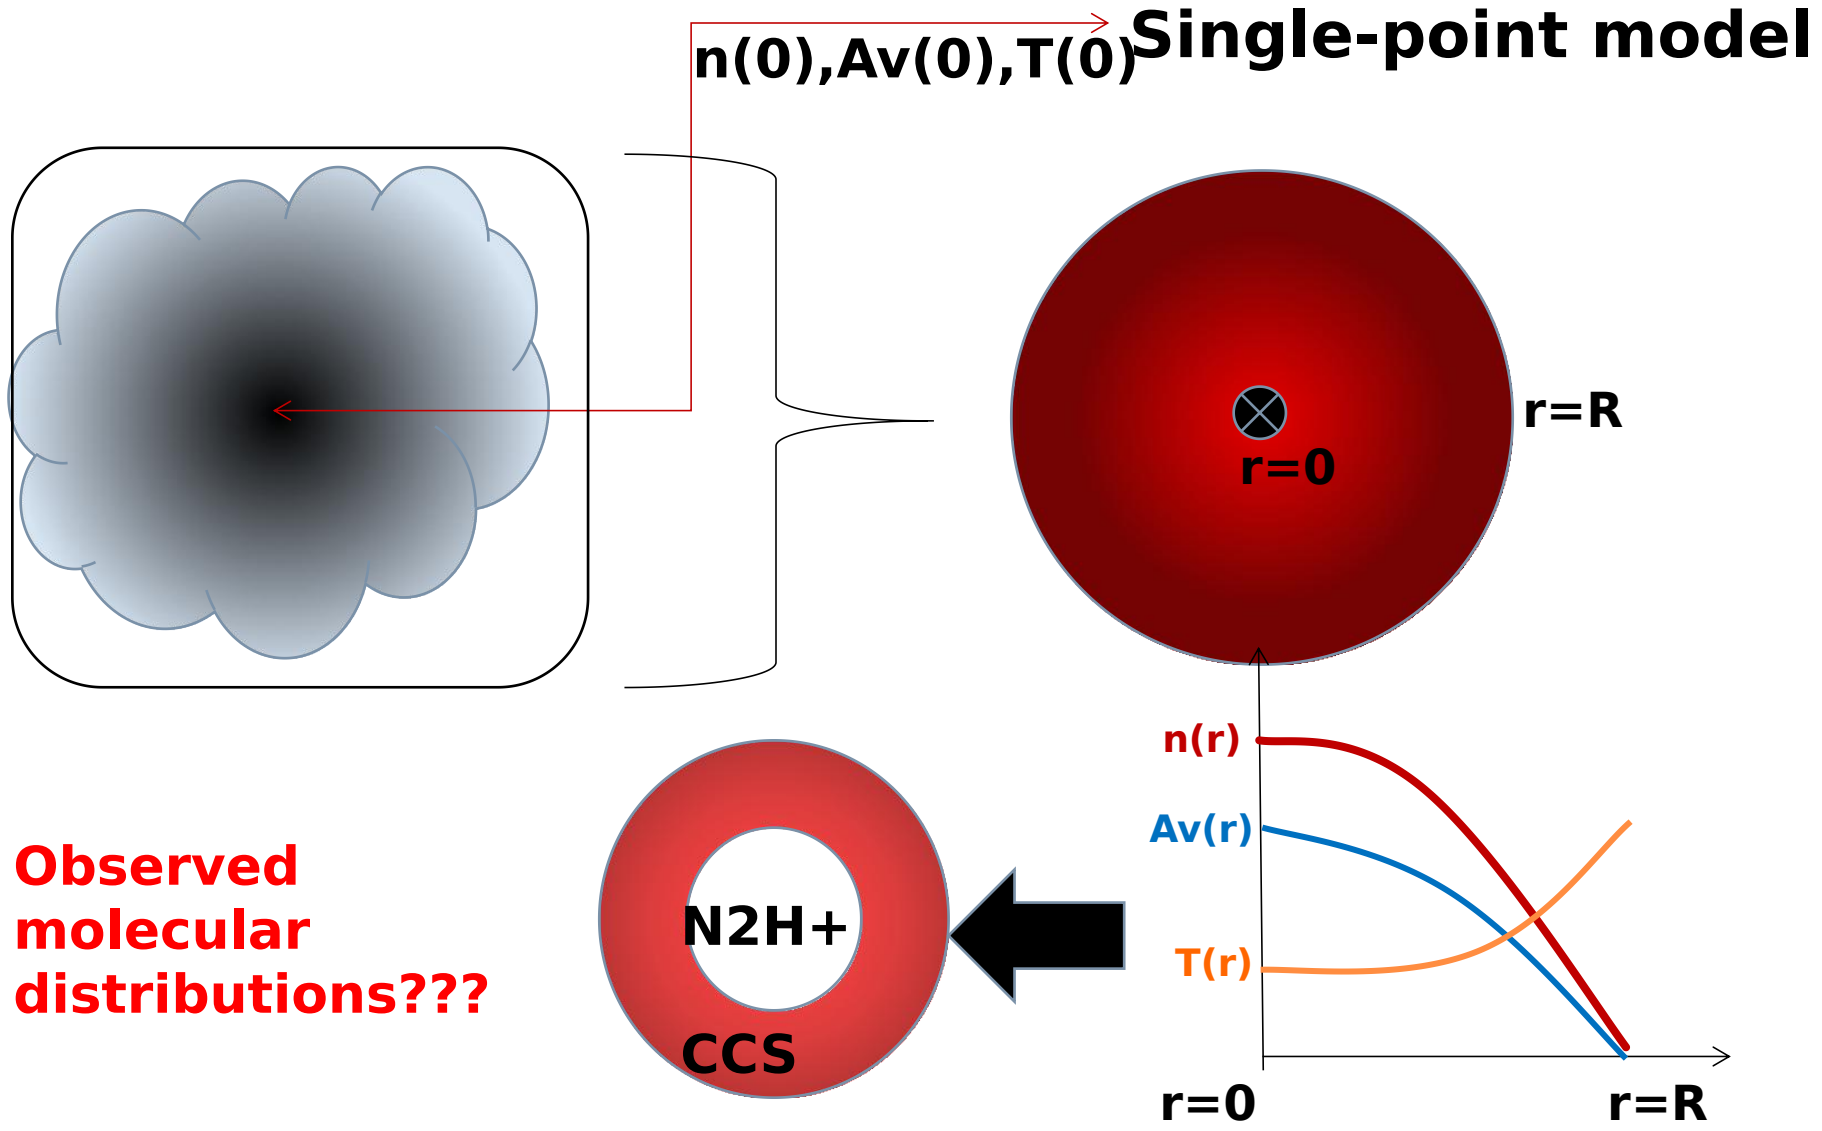 Single-point model
n(0),Av(0),T(0)
r=R
r=0
n(r)
Av(r)
T(r)
r=0
r=R
N2H+
CCS
Observed
molecular
distributions???